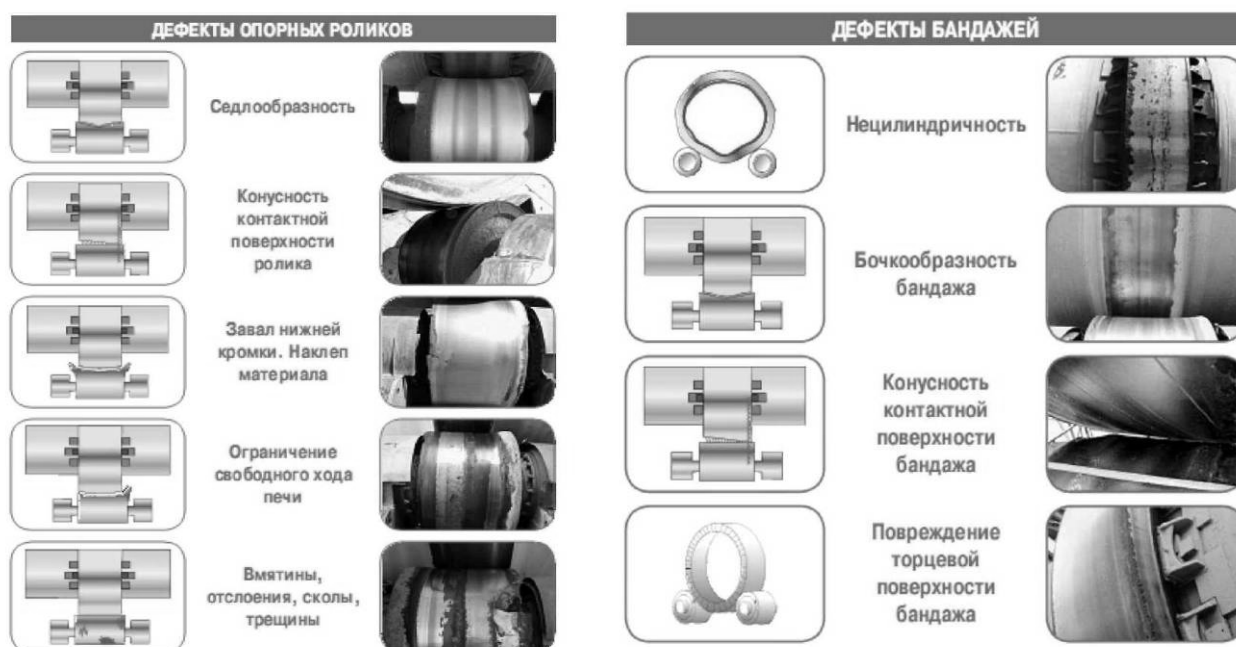 ДЕФЕКТЫ ОПОРНЫХ РОЛИКОВ
Седлообразность
Конусность
контактной
поверхности
ролика
Завал нижней
кромки. Наклеп
материала
Ограничение
свободного хода
печи
Вмятины,
отслоения, сколы,
трещины
ДЕФЕКТЫ БАНДАЖЕЙ
Нецилиндричность
Бочкообразность
бандажа
Конусность
контактной
поверхности
бандажа
Повреждение
торцевой
поверхности
бандажа